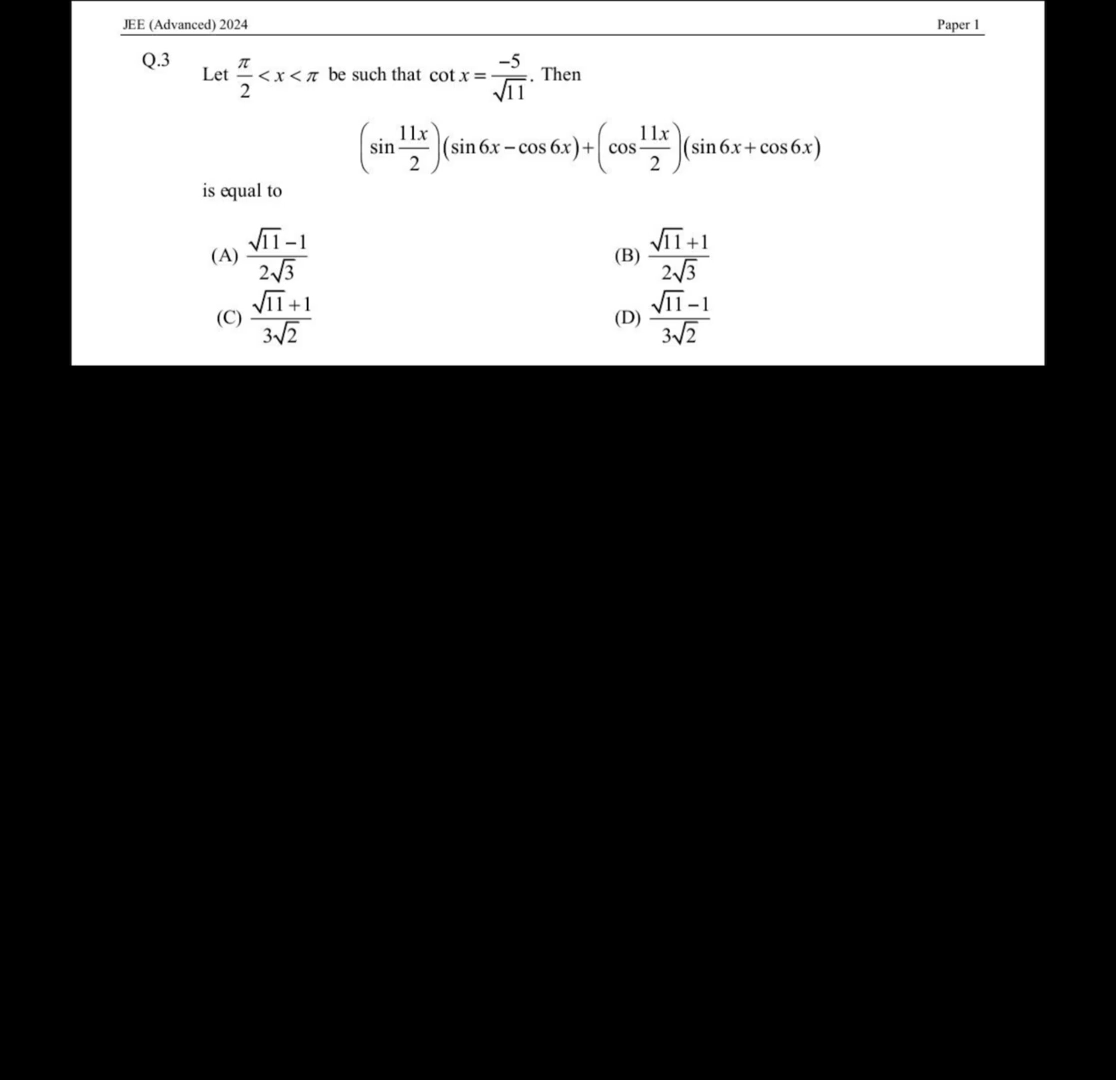 JEE (Advanced) 2024 Paper 1
Q.3 Let π/2 < x < π be such that cot x = −5/√11. Then
(sin 11x/2)(sin 6x − cos 6x) + (cos 11x/2)(sin 6x + cos 6x)
is equal to
(A) (√11 − 1)/(2√3) (B) (√11 + 1)/(2√3)
(C) (√11 + 1)/(3√2) (D) (√11 − 1)/(3√2)